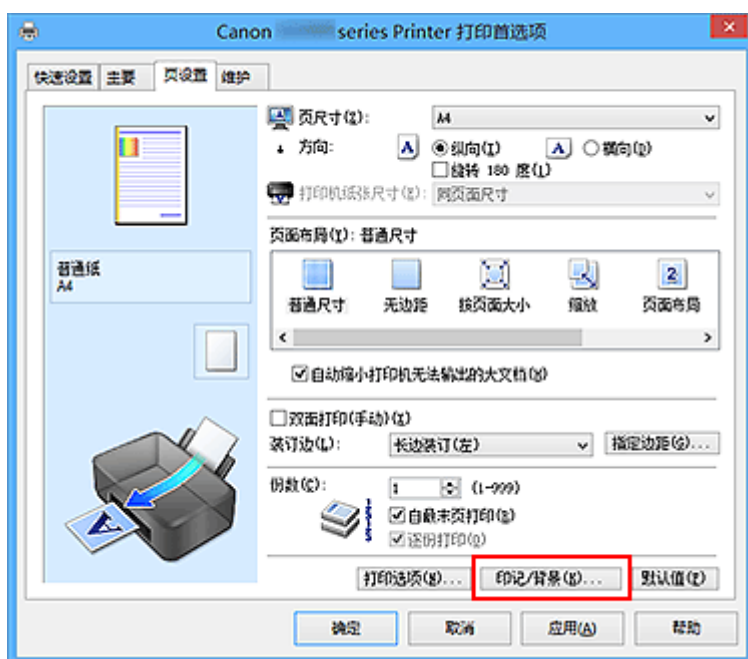 Canon series Printer 打印首选项
快速设置 主要 页设置 维护
页尺寸(Z): A4
方向: A 纵向(I) A 横向(D)
旋转 180 度(L)
打印机纸张尺寸(E): 同页面尺寸
页面布局(Y): 普通尺寸
普通纸
A4
普通尺寸 无边距 按页面大小 缩放 页面布局
自动缩小打印机无法输出的大文档(W)
双面打印(手动)(X)
装订边(L): 长边装订(左) 指定边距(G)...
份数(C): 1 (1-999)
自最末页打印(S)
逐份打印(O)
打印选项(N)... 印记/背景(K)... 默认值(F)
确定 取消 应用(A) 帮助